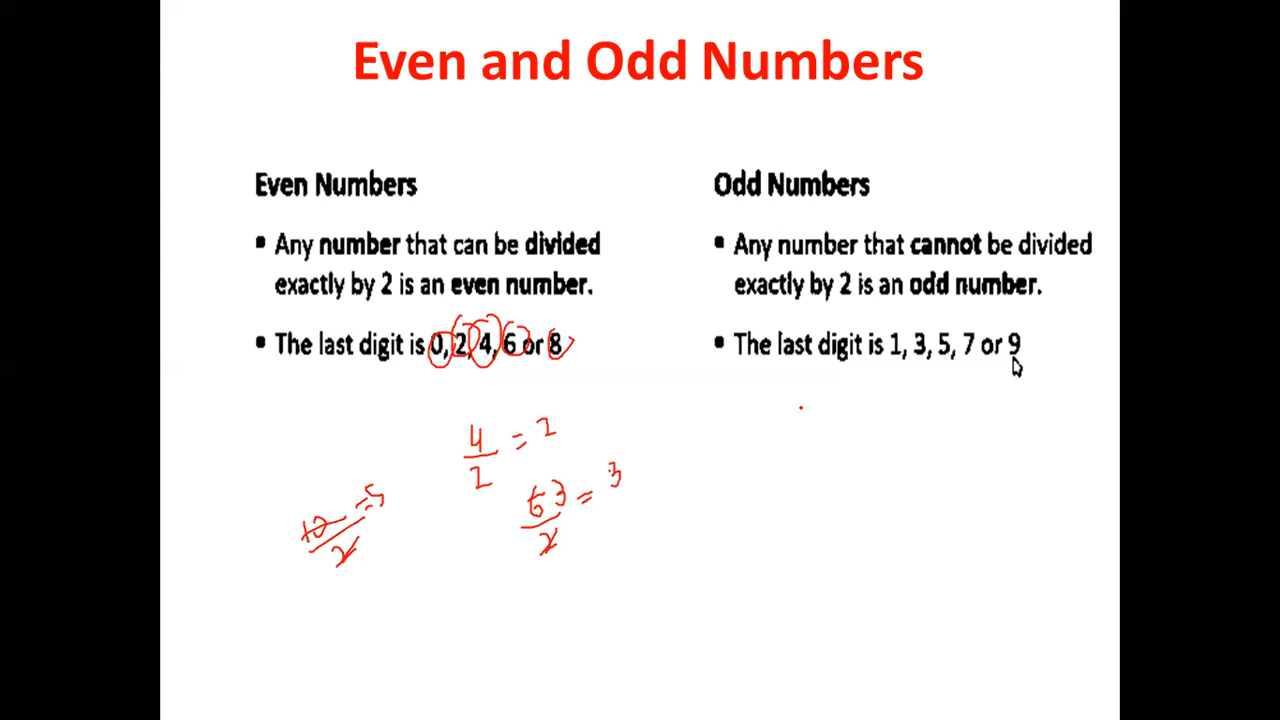 Even and Odd Numbers
Even Numbers
▪ Any number that can be divided
exactly by 2 is an even number.
▪ The last digit is 0, 2, 4, 6 or 8
Odd Numbers
▪ Any number that cannot be divided
exactly by 2 is an odd number.
▪ The last digit is 1, 3, 5, 7 or 9
4 = 2
2
6 3 = 3
2
10 = 5
2